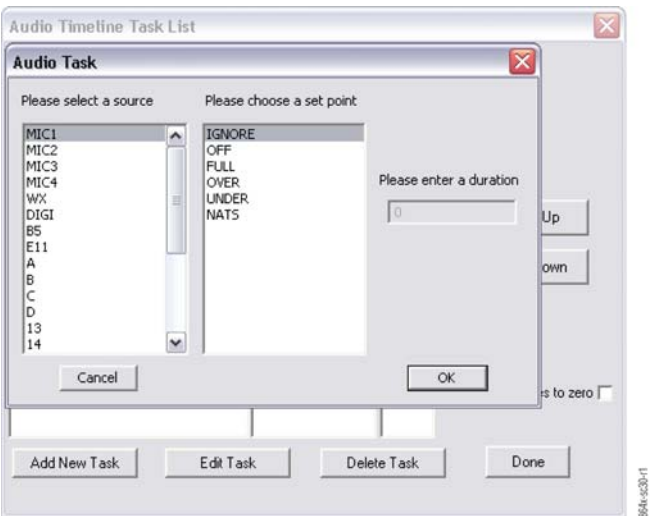 Audio Timeline Task List
Audio Task
Please select a source
Please choose a set point
MIC1
MIC2
MIC3
MIC4
WX
DIGI
B5
E11
A
B
C
D
13
14
IGNORE
OFF
FULL
OVER
UNDER
NATS
Please enter a duration
0
Up
own
Cancel
OK
s to zero
Add New Task
Edit Task
Delete Task
Done
864x-sc30-r1